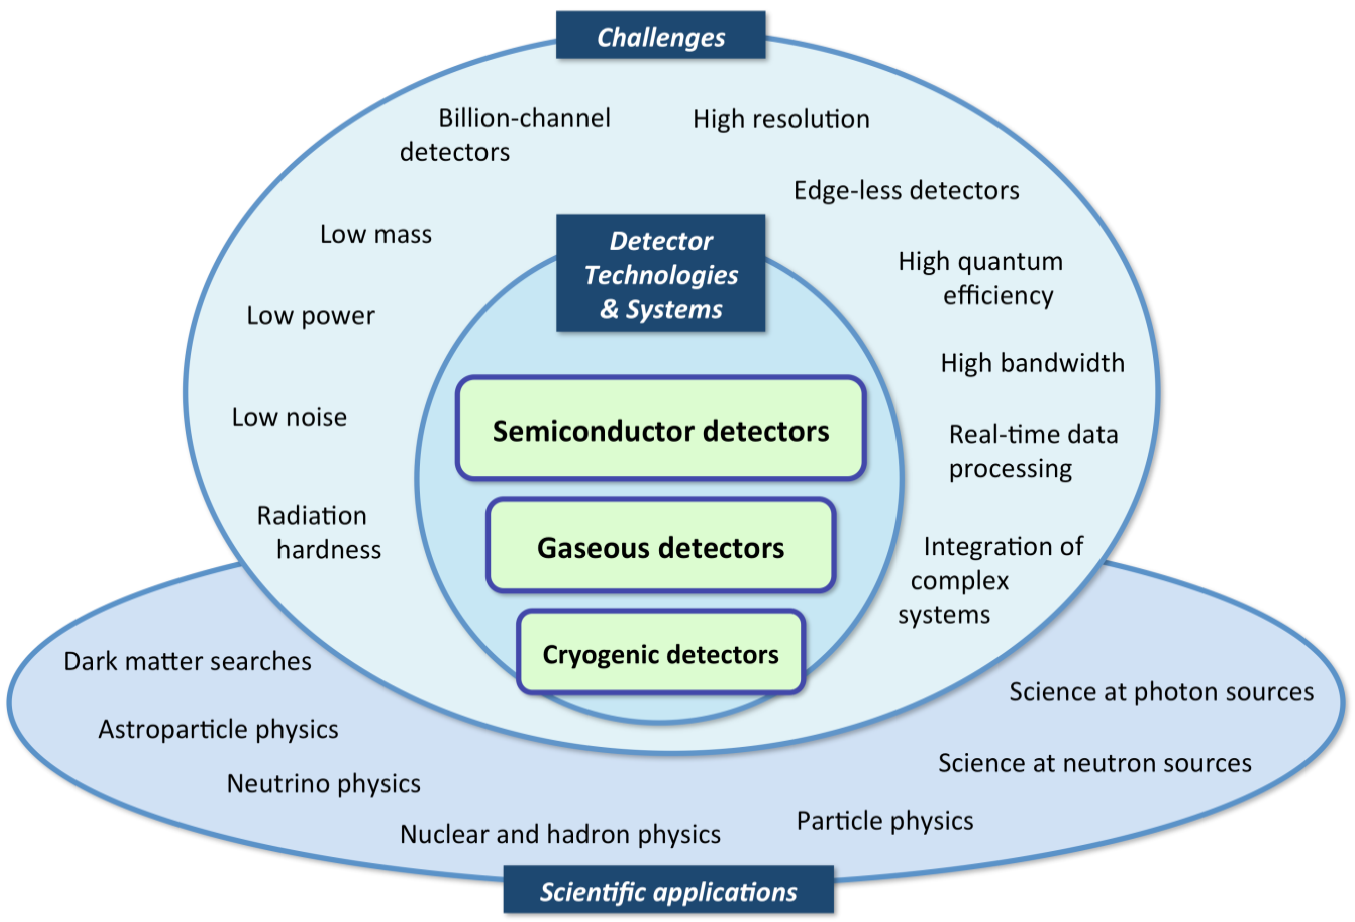 Challenges
Billion-channel
detectors
High resolution
Edge-less detectors
Low mass
Detector
Technologies
& Systems
High quantum
efficiency
Low power
High bandwidth
Low noise
Semiconductor detectors
Real-time data
processing
Radiation
hardness
Gaseous detectors
Integration of
complex
systems
Cryogenic detectors
Dark matter searches
Science at photon sources
Astroparticle physics
Science at neutron sources
Neutrino physics
Particle physics
Nuclear and hadron physics
Scientific applications